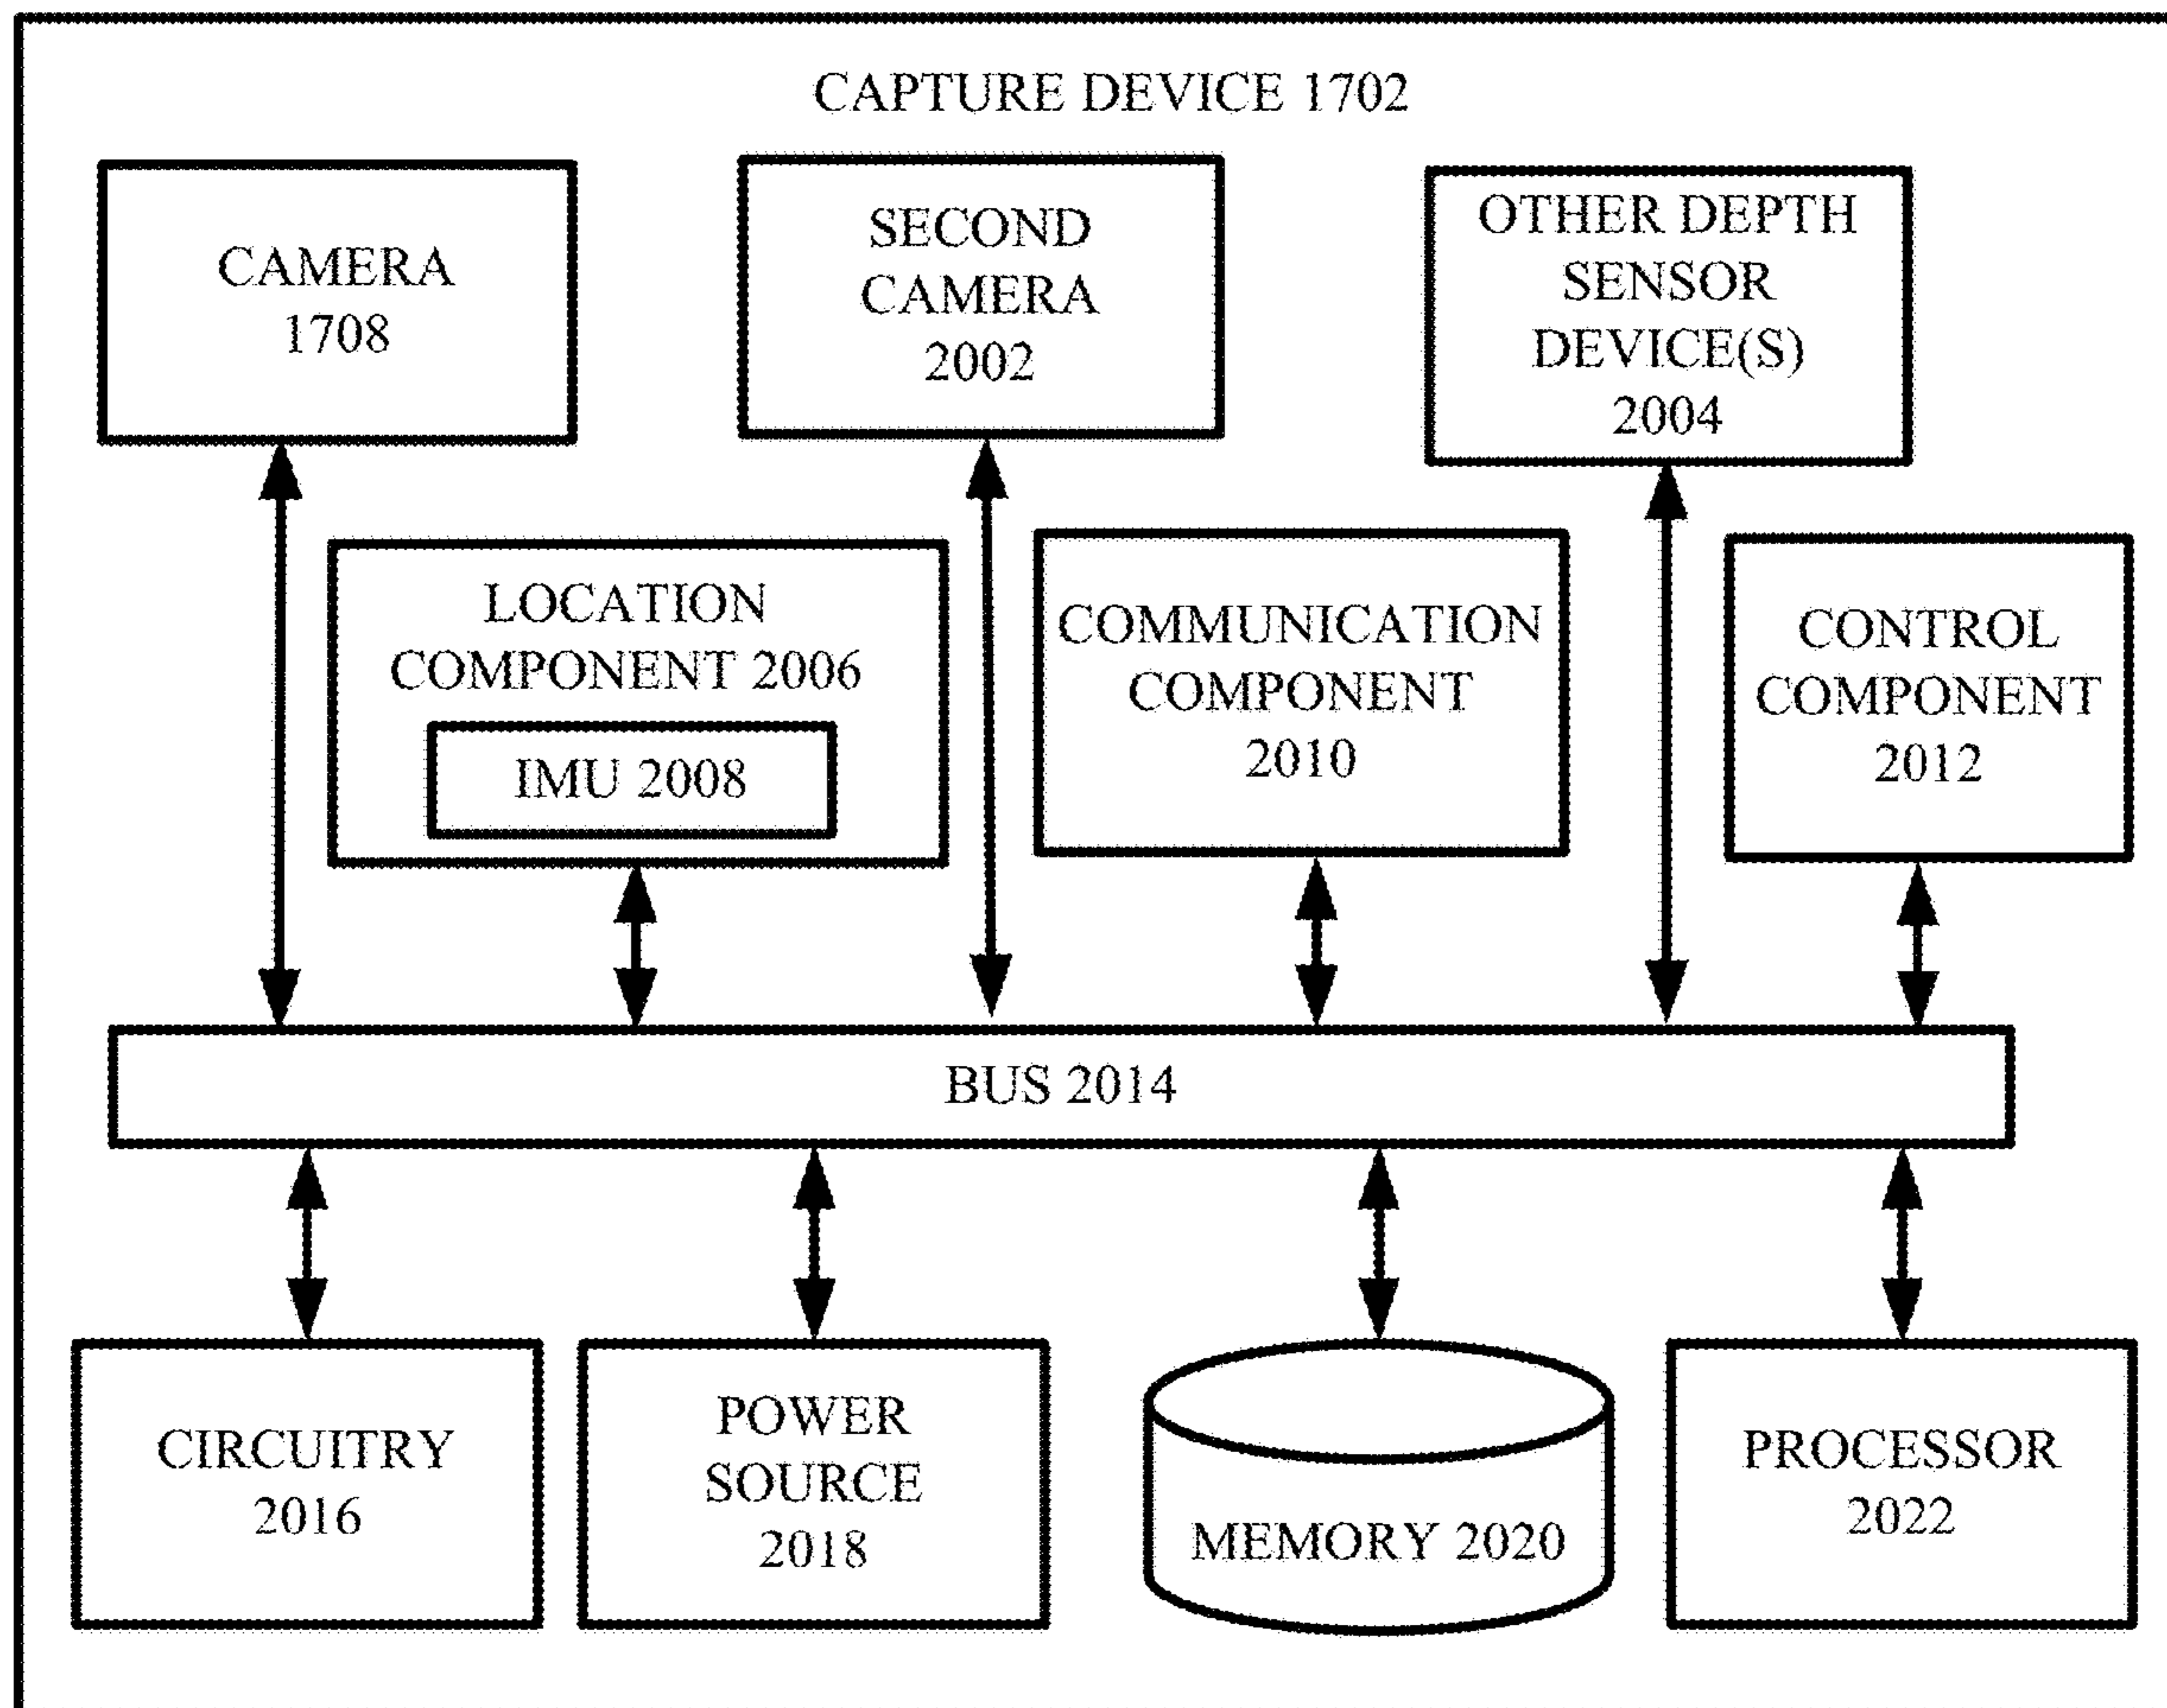 CAPTURE DEVICE 1702
CAMERA
1708
SECOND
CAMERA
2002
OTHER DEPTH
SENSOR
DEVICE(S)
2004
LOCATION
COMPONENT 2006
IMU 2008
COMMUNICATION
COMPONENT
2010
CONTROL
COMPONENT
2012
BUS 2014
CIRCUITRY
2016
POWER
SOURCE
2018
MEMORY 2020
PROCESSOR
2022